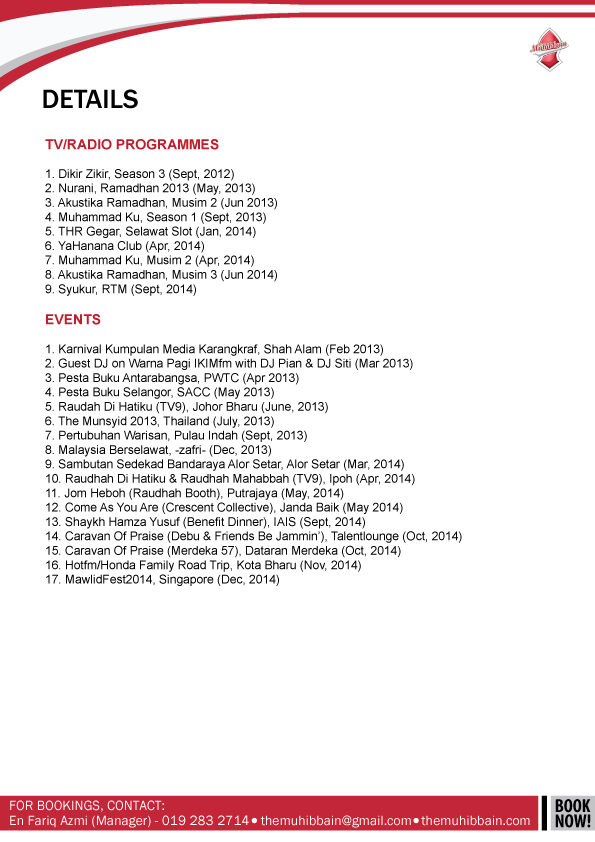 Muhibbain
DETAILS
TV/RADIO PROGRAMMES
1. Dikir Zikir, Season 3 (Sept, 2012)
2. Nurani, Ramadhan 2013 (May, 2013)
3. Akustika Ramadhan, Musim 2 (Jun 2013)
4. Muhammad Ku, Season 1 (Sept, 2013)
5. THR Gegar, Selawat Slot (Jan, 2014)
6. YaHanana Club (Apr, 2014)
7. Muhammad Ku, Musim 2 (Apr, 2014)
8. Akustika Ramadhan, Musim 3 (Jun 2014)
9. Syukur, RTM (Sept, 2014)
EVENTS
1. Karnival Kumpulan Media Karangkraf, Shah Alam (Feb 2013)
2. Guest DJ on Warna Pagi IKIMfm with DJ Pian & DJ Siti (Mar 2013)
3. Pesta Buku Antarabangsa, PWTC (Apr 2013)
4. Pesta Buku Selangor, SACC (May 2013)
5. Raudah Di Hatiku (TV9), Johor Bharu (June, 2013)
6. The Munsyid 2013, Thailand (July, 2013)
7. Pertubuhan Warisan, Pulau Indah (Sept, 2013)
8. Malaysia Berselawat, -zafri- (Dec, 2013)
9. Sambutan Sedekad Bandaraya Alor Setar, Alor Setar (Mar, 2014)
10. Raudhah Di Hatiku & Raudhah Mahabbah (TV9), Ipoh (Apr, 2014)
11. Jom Heboh (Raudhah Booth), Putrajaya (May, 2014)
12. Come As You Are (Crescent Collective), Janda Baik (May 2014)
13. Shaykh Hamza Yusuf (Benefit Dinner), IAIS (Sept, 2014)
14. Caravan Of Praise (Debu & Friends Be Jammin'), Talentlounge (Oct, 2014)
15. Caravan Of Praise (Merdeka 57), Dataran Merdeka (Oct, 2014)
16. Hotfm/Honda Family Road Trip, Kota Bharu (Nov, 2014)
17. MawlidFest2014, Singapore (Dec, 2014)
FOR BOOKINGS, CONTACT:
En Fariq Azmi (Manager) - 019 283 2714 • themuhibbain@gmail.com • themuhibbain.com
BOOK
NOW!